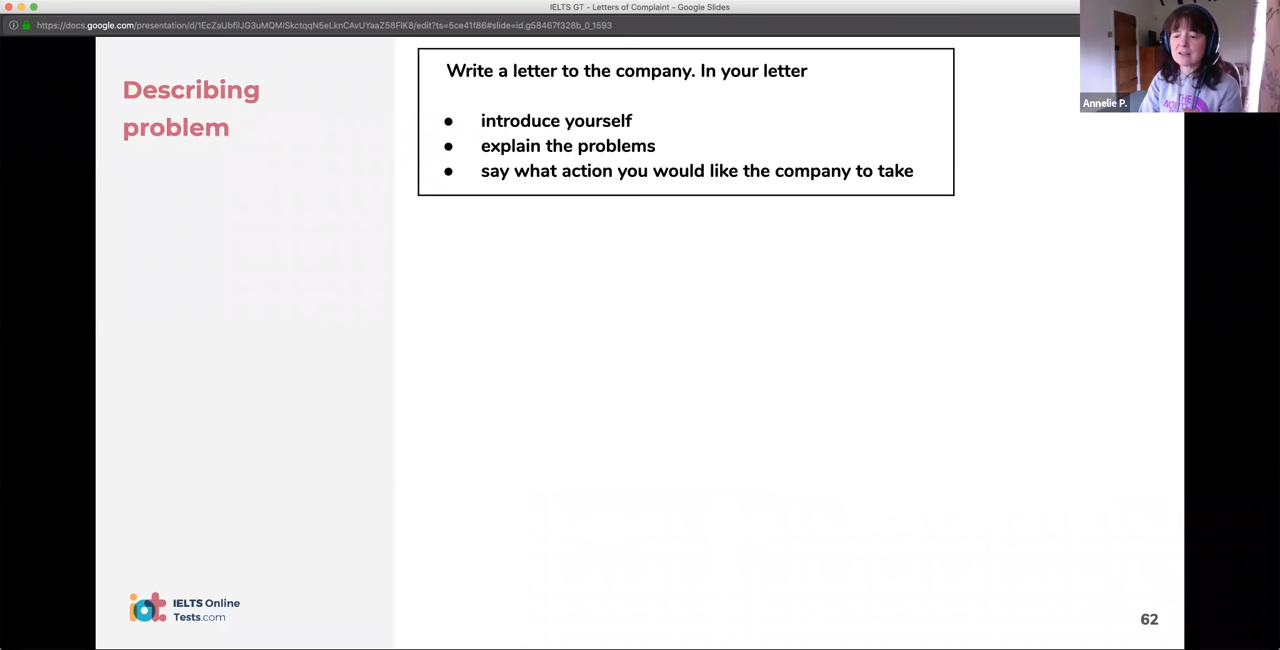 IELTS GT - Letters of Complaint - Google Slides
Describing
problem
Write a letter to the company. In your letter
● introduce yourself
● explain the problems
● say what action you would like the company to take
Annelie P.
iot IELTS Online
Tests.com
62